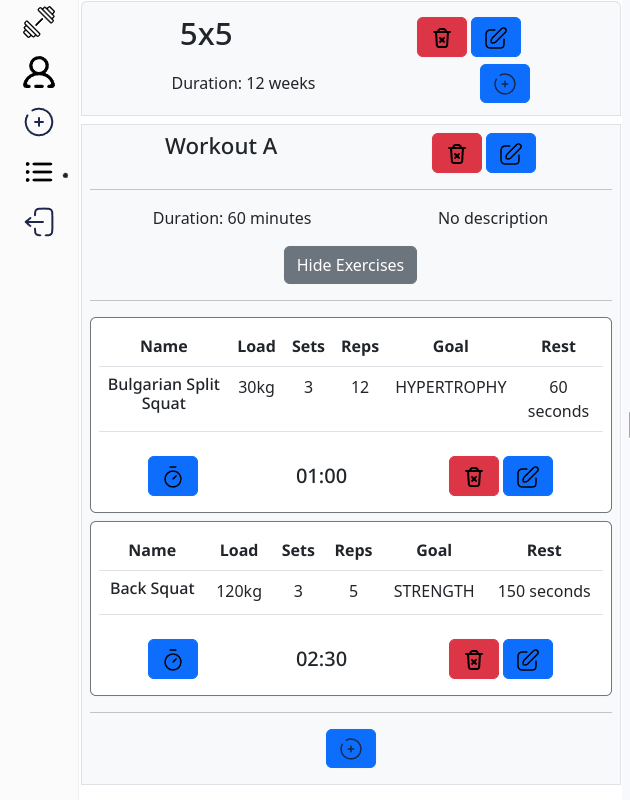 5x5
Duration: 12 weeks
Workout A
Duration: 60 minutes No description
Hide Exercises
Name Load Sets Reps Goal Rest
Bulgarian Split Squat 30kg 3 12 HYPERTROPHY 60 seconds
01:00
Name Load Sets Reps Goal Rest
Back Squat 120kg 3 5 STRENGTH 150 seconds
02:30